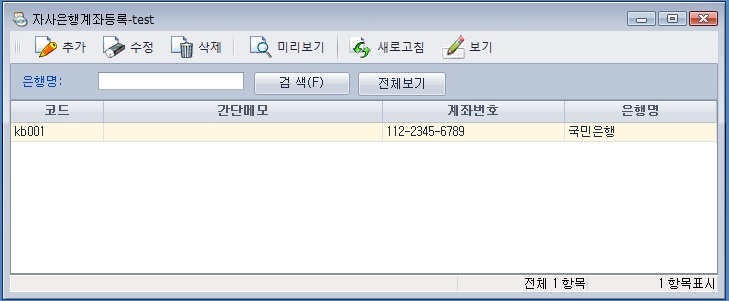 자사은행계좌등록-test
추가 수정 삭제 미리보기 새로고침 보기
은행명: 검 색(F) 전체보기
코드 간단메모 계좌번호 은행명
kb001 112-2345-6789 국민은행
전체 1 항목 1 항목표시